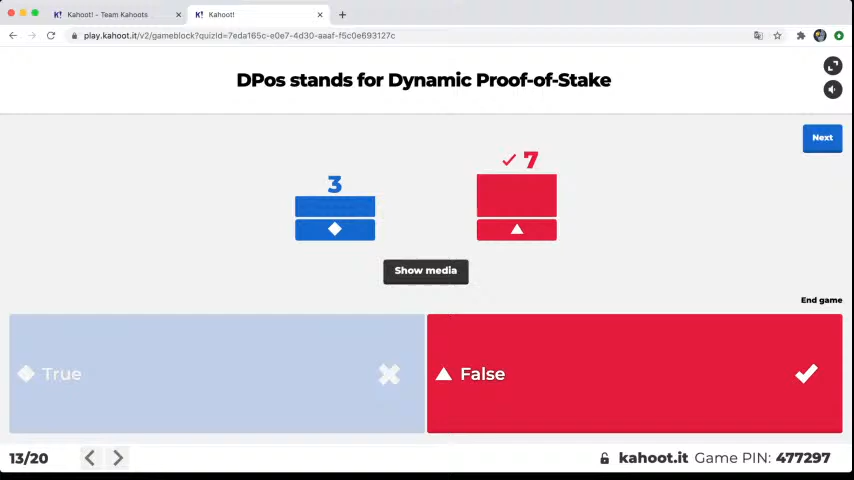 Kahoot! - Team Kahoots
Kahoot!
play.kahoot.it/v2/gameblock?quizId=7eda165c-e0e7-4d30-aaaf-f5c0e693127c
DPos stands for Dynamic Proof-of-Stake
Next
3
7
Show media
End game
True
False
13/20
kahoot.it Game PIN: 477297